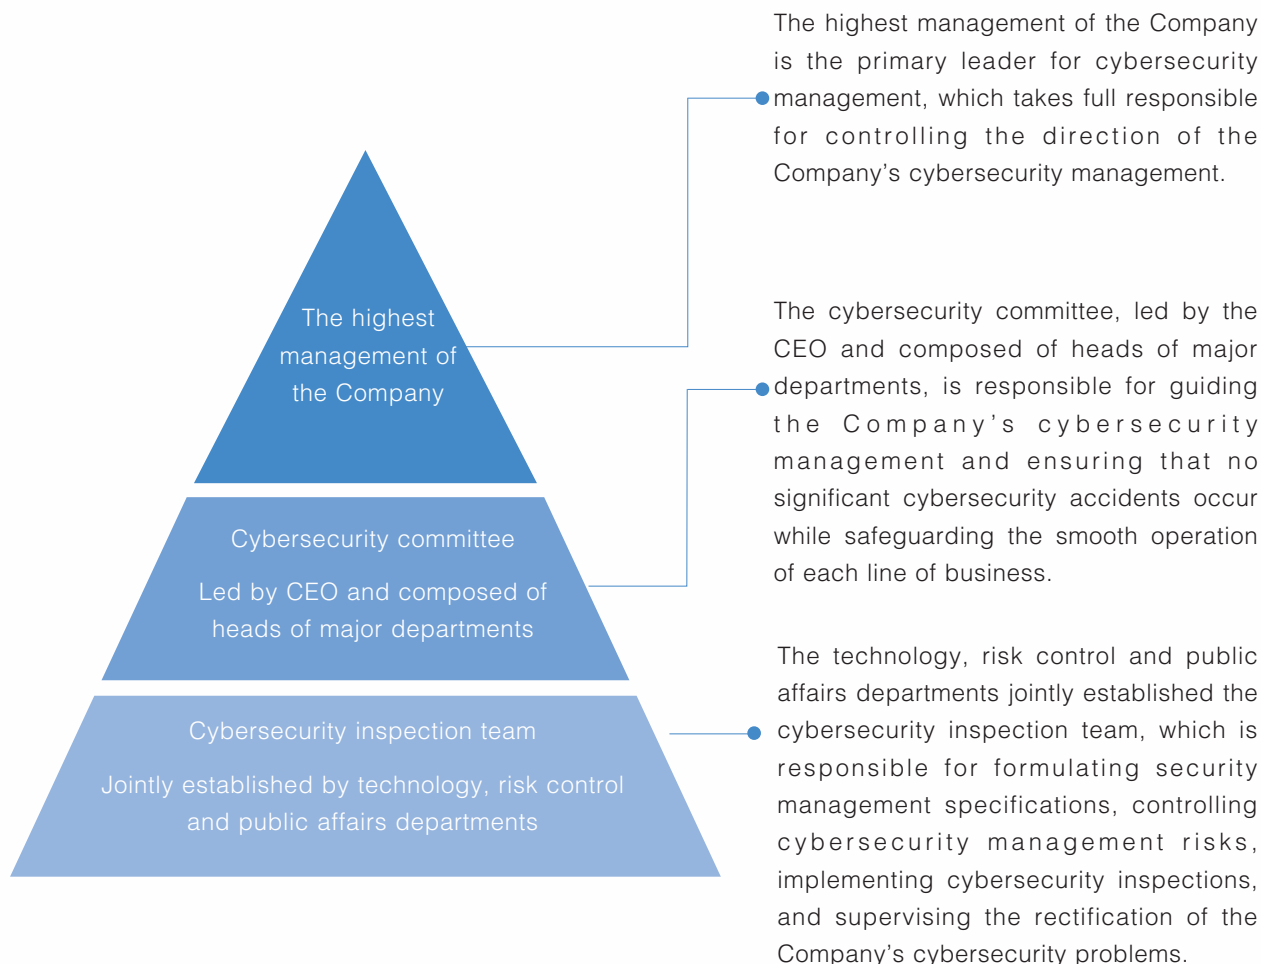 The highest management of the Company
is the primary leader for cybersecurity
management, which takes full responsible
for controlling the direction of the
Company’s cybersecurity management.
The highest
management of
the Company
The cybersecurity committee, led by the
CEO and composed of heads of major
departments, is responsible for guiding
the Company’s cybersecurity
management and ensuring that no
significant cybersecurity accidents occur
while safeguarding the smooth operation
of each line of business.
Cybersecurity committee
Led by CEO and composed of
heads of major departments
The technology, risk control and public
affairs departments jointly established the
cybersecurity inspection team, which is
responsible for formulating security
management specifications, controlling
cybersecurity management risks,
implementing cybersecurity inspections,
and supervising the rectification of the
Company’s cybersecurity problems.
Cybersecurity inspection team
Jointly established by technology, risk control
and public affairs departments